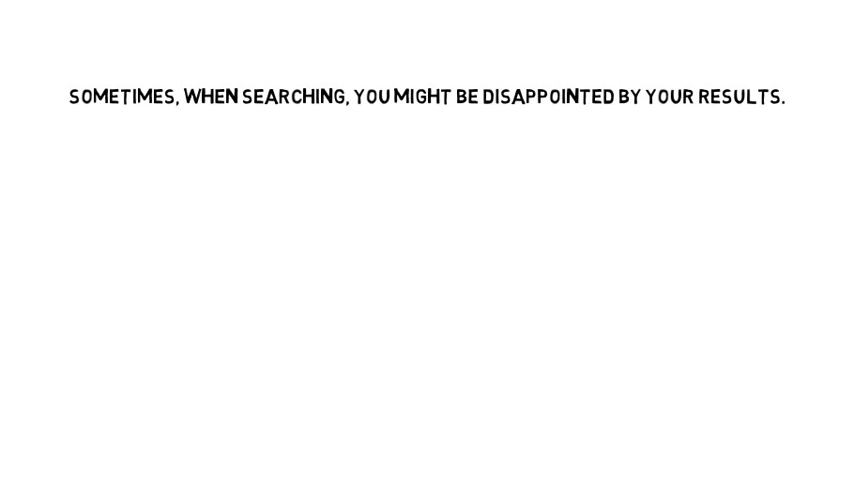 SOMETIMES, WHEN SEARCHING, YOU MIGHT BE DISAPPOINTED BY YOUR RESULTS.